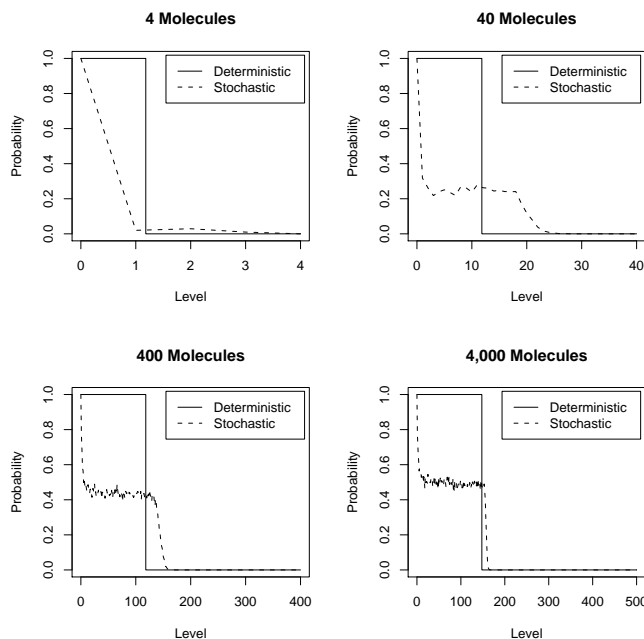 4 Molecules
Probability
0.0 0.2 0.4 0.6 0.8 1.0
Deterministic
Stochastic
0 1 2 3 4
Level
40 Molecules
Probability
0.0 0.2 0.4 0.6 0.8 1.0
Deterministic
Stochastic
0 10 20 30 40
Level
400 Molecules
Probability
0.0 0.2 0.4 0.6 0.8 1.0
Deterministic
Stochastic
0 100 200 300 400
Level
4,000 Molecules
Probability
0.0 0.2 0.4 0.6 0.8 1.0
Deterministic
Stochastic
0 100 200 300 400 500
Level